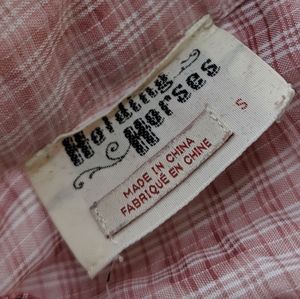 Holding
Horses
S
MADE IN CHINA
FABRIQUÉ EN CHINE